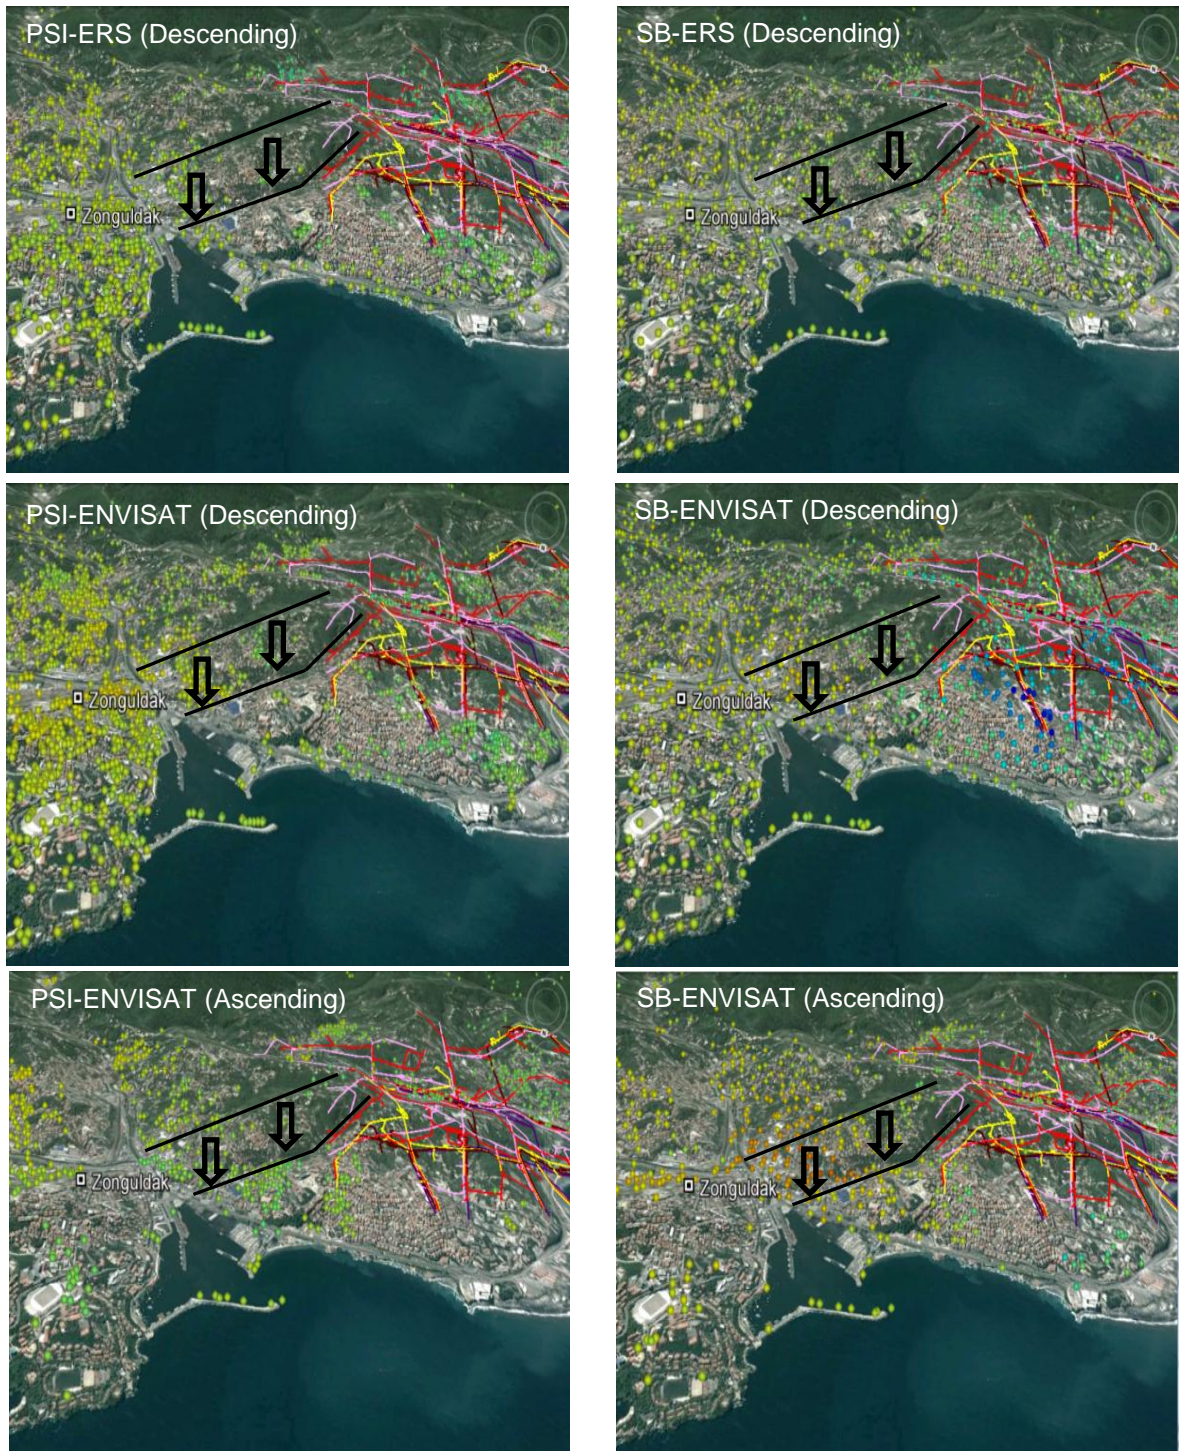 PSI-ERS (Descending)
SB-ERS (Descending)
Zonguldak
Zonguldak
PSI-ENVISAT (Descending)
SB-ENVISAT (Descending)
Zonguldak
Zonguldak
PSI-ENVISAT (Ascending)
SB-ENVISAT (Ascending)
Zonguldak
Zonguldak